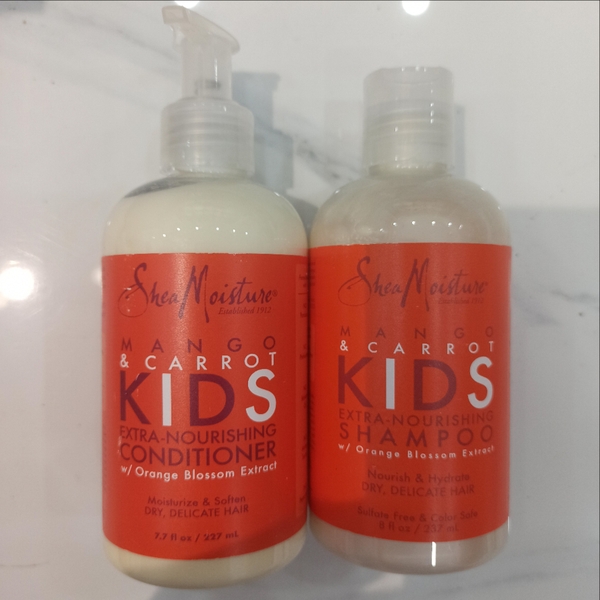 SheaMoisture®
Established 1912
MANGO
& CARROT
KIDS
EXTRA-NOURISHING
CONDITIONER
w/ Orange Blossom Extract
Moisturize & Soften
DRY, DELICATE HAIR
7.7 fl oz / 227 mL
SheaMoisture®
Established 1912
MANGO
& CARROT
KIDS
EXTRA-NOURISHING
SHAMPOO
w/ Orange Blossom Extract
Nourish & Hydrate
DRY, DELICATE HAIR
Sulfate Free & Color Safe
8 fl oz / 237 mL